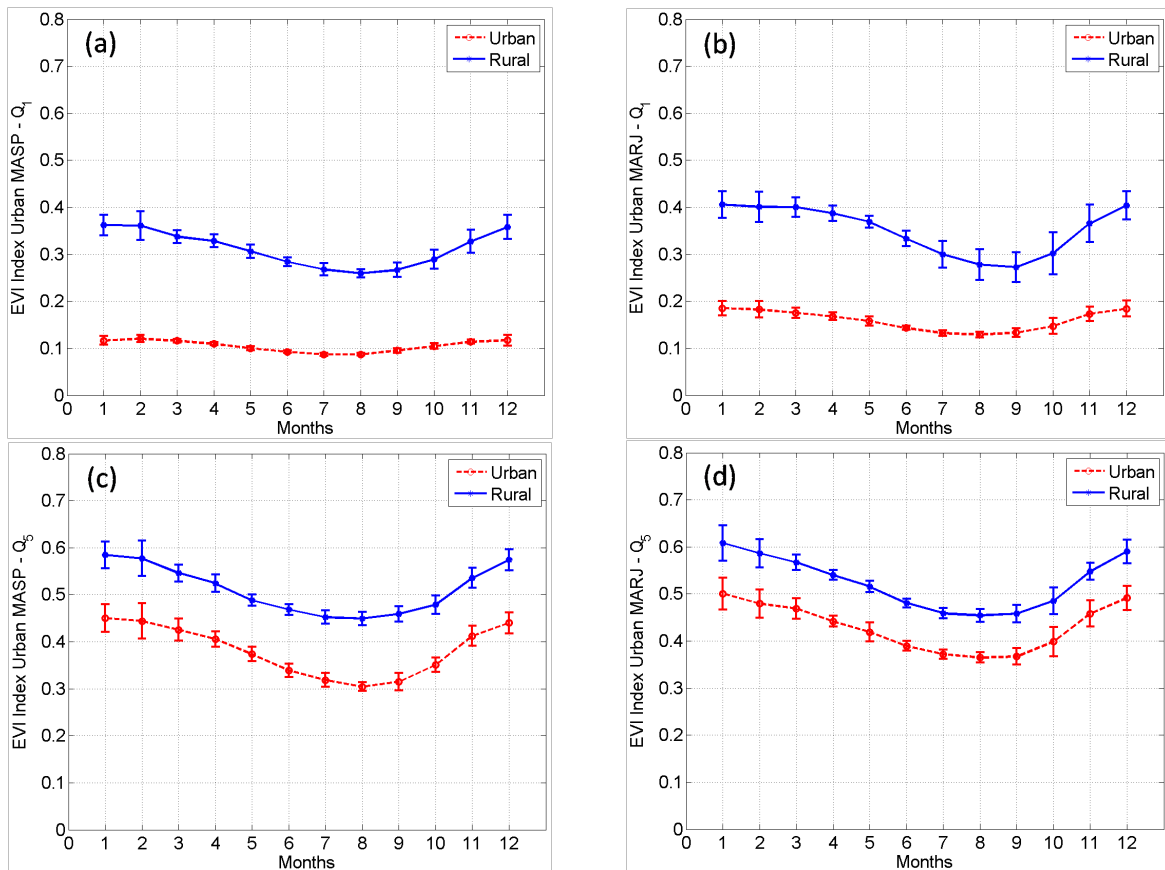 (a)
Urban
Rural
EVI Index Urban MASP - Q1
0.8
0.7
0.6
0.5
0.4
0.3
0.2
0.1
0
0 1 2 3 4 5 6 7 8 9 10 11 12
Months
(b)
Urban
Rural
EVI Index Urban MARJ - Q1
0.8
0.7
0.6
0.5
0.4
0.3
0.2
0.1
0
0 1 2 3 4 5 6 7 8 9 10 11 12
Months
(c)
Urban
Rural
EVI Index Urban MASP - Q5
0.8
0.7
0.6
0.5
0.4
0.3
0.2
0.1
0
0 1 2 3 4 5 6 7 8 9 10 11 12
Months
(d)
Urban
Rural
EVI Index Urban MARJ - Q5
0.8
0.7
0.6
0.5
0.4
0.3
0.2
0.1
0
0 1 2 3 4 5 6 7 8 9 10 11 12
Months